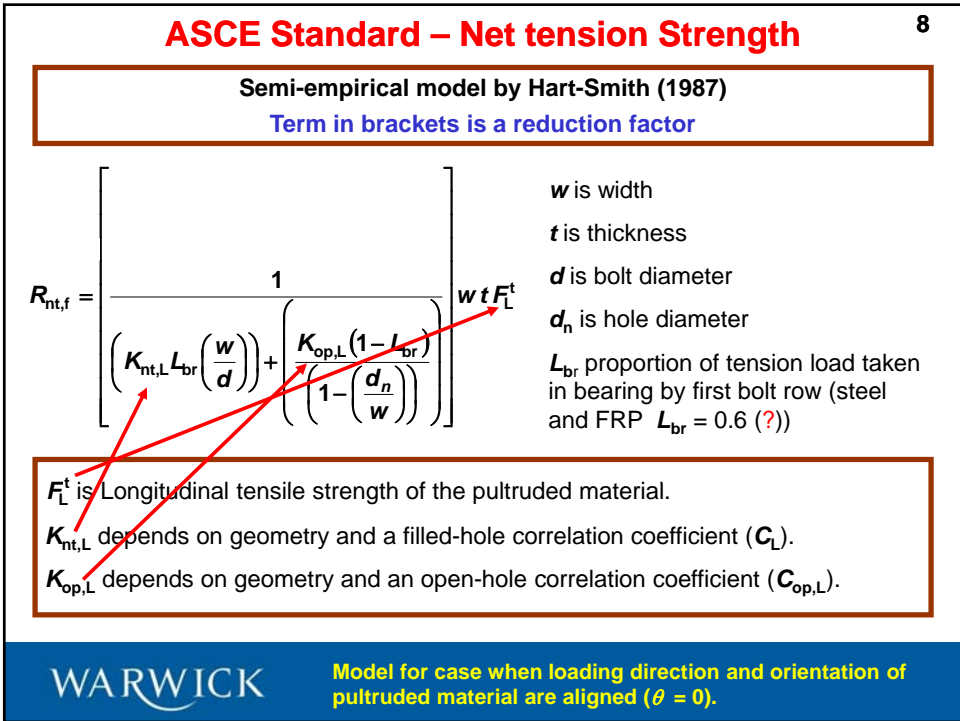 ASCE Standard – Net tension Strength
8
Semi-empirical model by Hart-Smith (1987)
Term in brackets is a reduction factor
R_nt,f = [ 1 / ( (K_nt,L L_br (w/d)) + ( K_op,L (1 − L_br) / (1 − (d_n/w)) ) ) ] w t F_L^t
w is width
t is thickness
d is bolt diameter
d_n is hole diameter
L_br proportion of tension load taken
in bearing by first bolt row (steel
and FRP L_br = 0.6 (?))
F_L^t is Longitudinal tensile strength of the pultruded material.
K_nt,L depends on geometry and a filled-hole correlation coefficient (C_L).
K_op,L depends on geometry and an open-hole correlation coefficient (C_op,L).
WARWICK
Model for case when loading direction and orientation of
pultruded material are aligned (θ = 0).